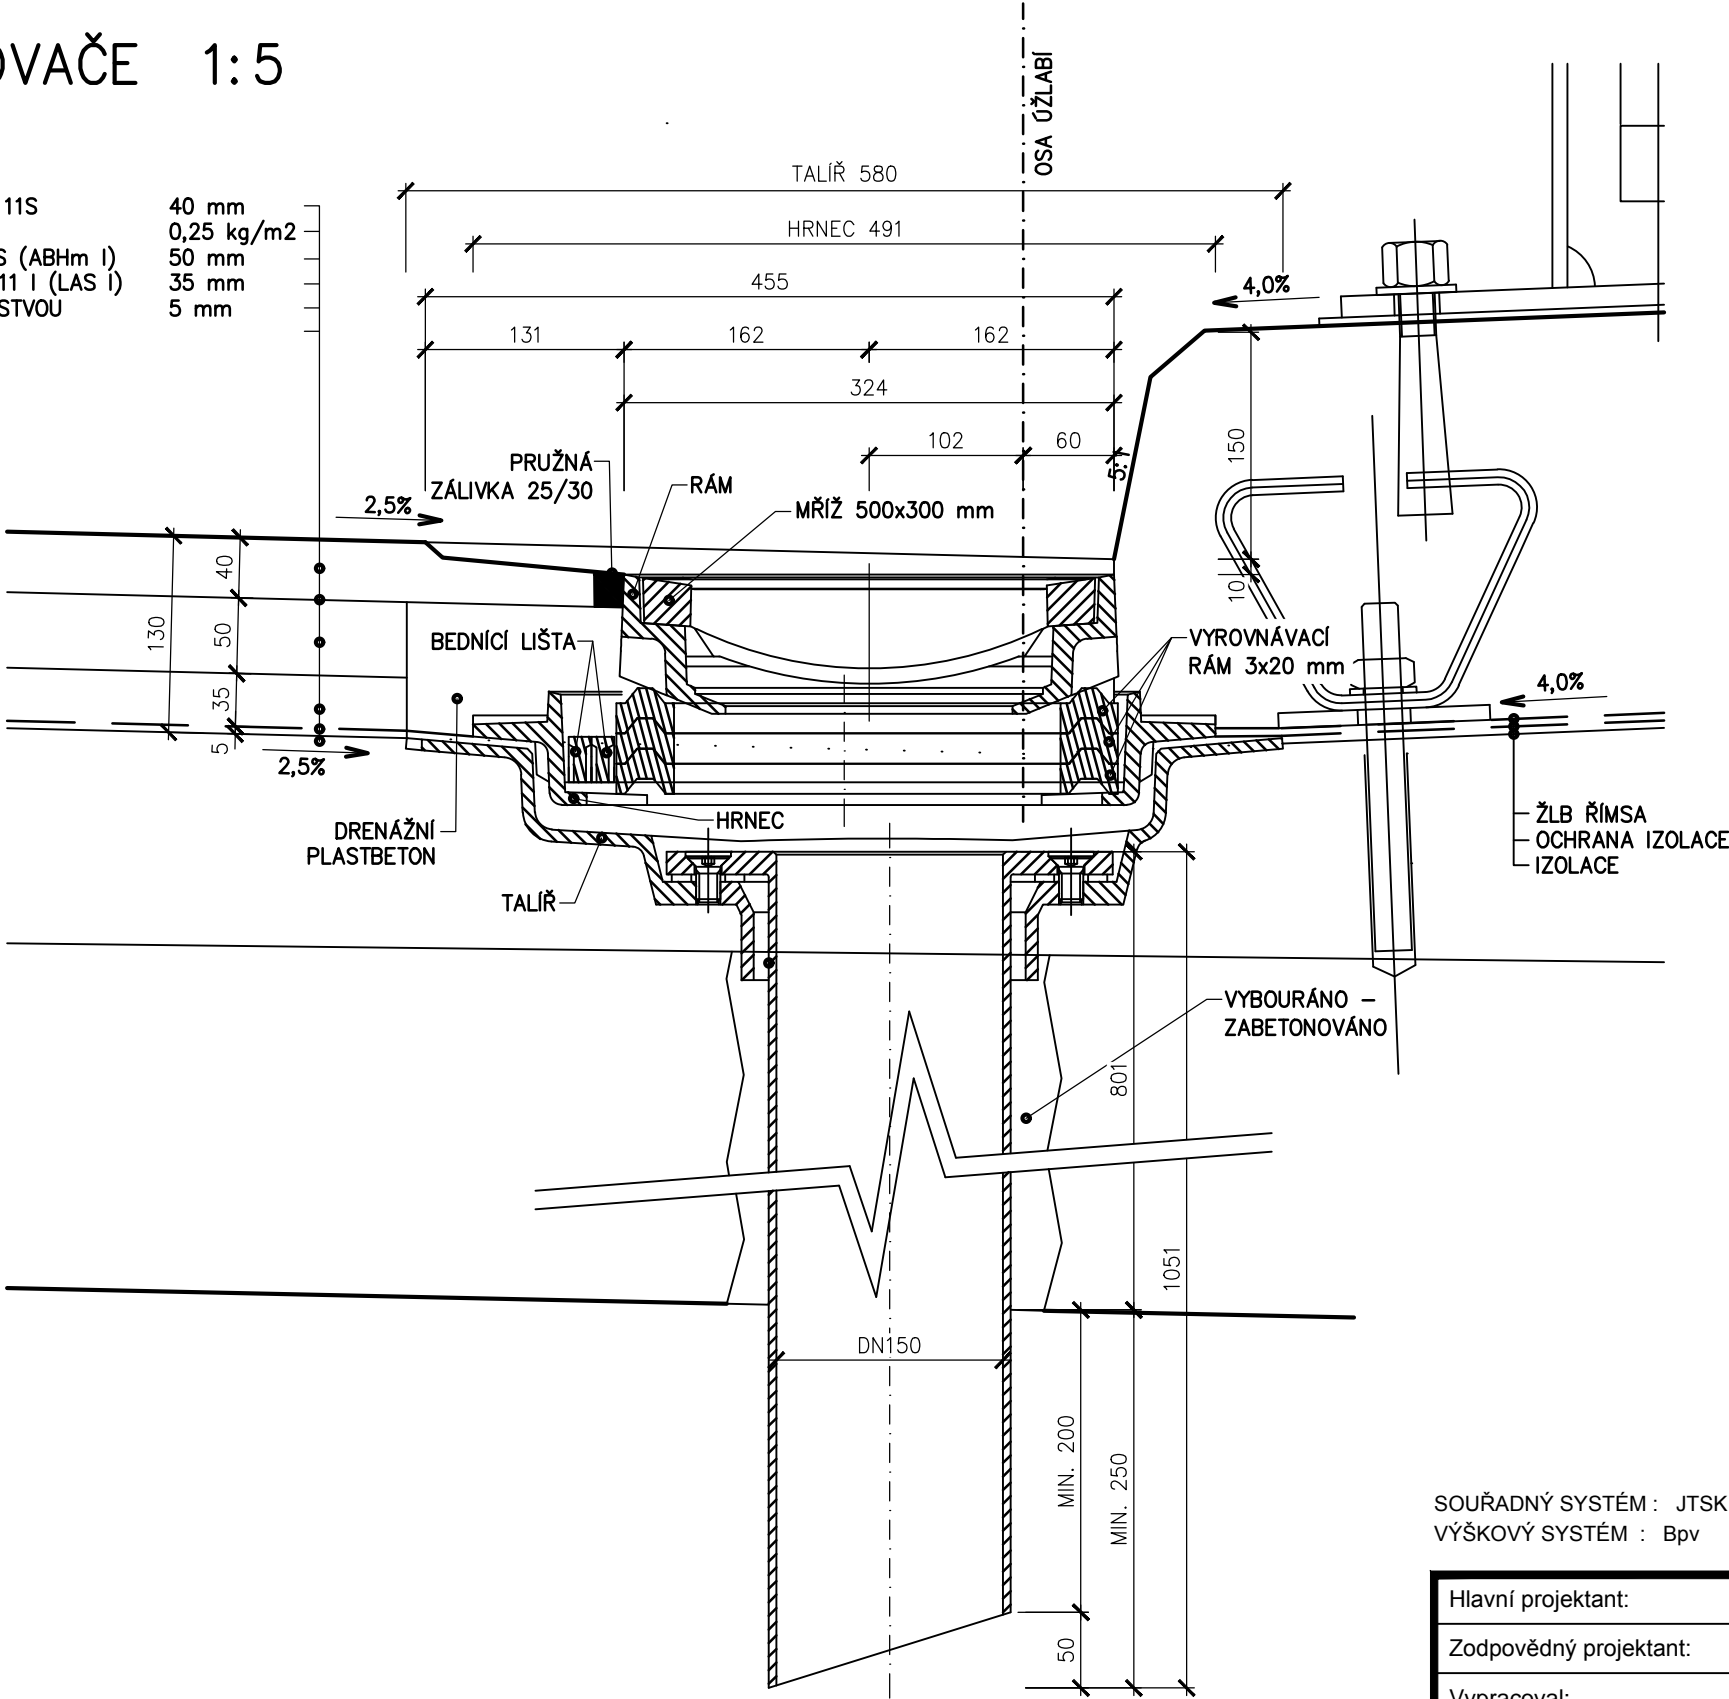 OVAČE 1:5
OSA ÚŽLABÍ
TALÍŘ 580
11S 40 mm
0,25 kg/m2
S (ABHm I) 50 mm
11 I (LAS I) 35 mm
STVOU 5 mm
HRNEC 491
455
4,0%
131
162
162
324
102
60
5:1
150
PRUŽNÁ
ZÁLIVKA 25/30
RÁM
MŘÍŽ 500x300 mm
2,5%
40
10
130
50
BEDNÍCÍ LIŠTA
VYROVNÁVACÍ
RÁM 3x20 mm
35
4,0%
5
2,5%
DRENÁŽNÍ
PLASTBETON
HRNEC
ŽLB ŘÍMSA
OCHRANA IZOLACE
IZOLACE
TALÍŘ
VYBOURÁNO –
ZABETONOVÁNO
801
1051
DN150
MIN. 200
MIN. 250
50
SOUŘADNÝ SYSTÉM : JTSK
VÝŠKOVÝ SYSTÉM : Bpv
Hlavní projektant:
Zodpovědný projektant:
Vypracoval: